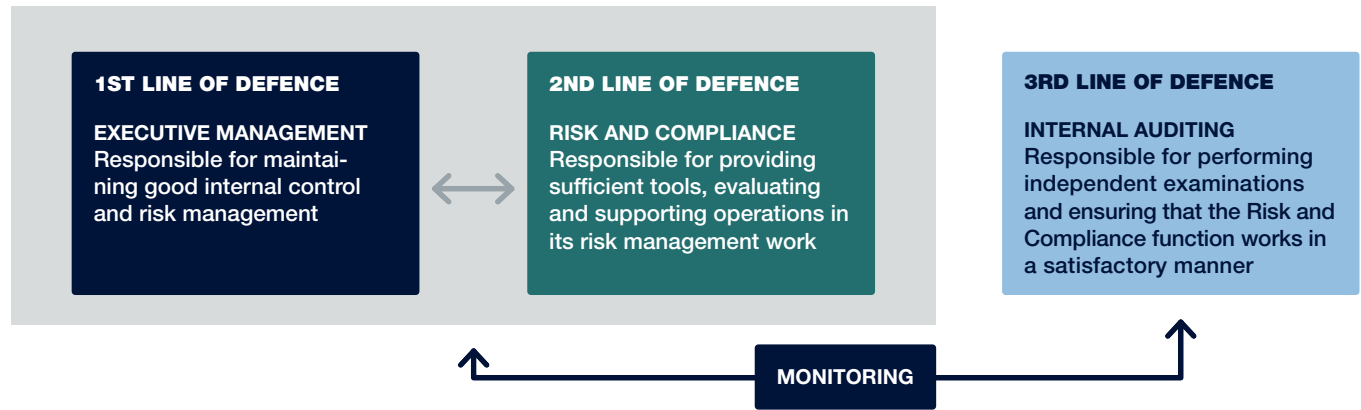 1ST LINE OF DEFENCE
EXECUTIVE MANAGEMENT
Responsible for maintai-
ning good internal control
and risk management
2ND LINE OF DEFENCE
RISK AND COMPLIANCE
Responsible for providing
sufficient tools, evaluating
and supporting operations in
its risk management work
3RD LINE OF DEFENCE
INTERNAL AUDITING
Responsible for performing
independent examinations
and ensuring that the Risk and
Compliance function works in
a satisfactory manner
MONITORING